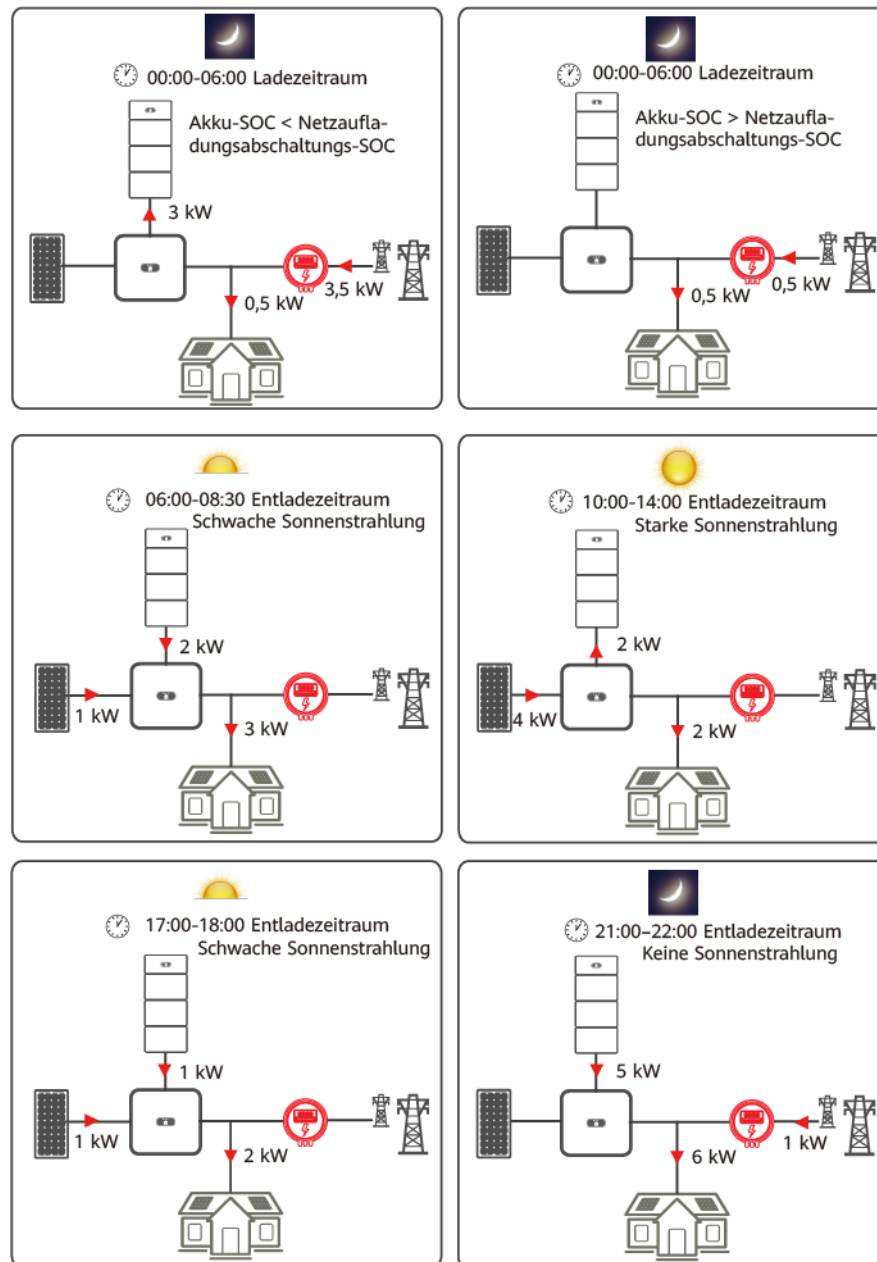 00:00-06:00 Ladezeitraum
Akku-SOC < Netzaufla-
dungsabschaltungs-SOC
3 kW
3,5 kW
0,5 kW
00:00-06:00 Ladezeitraum
Akku-SOC > Netzaufla-
dungsabschaltungs-SOC
0,5 kW
0,5 kW
06:00-08:30 Entladezeitraum
Schwache Sonnenstrahlung
2 kW
1 kW
3 kW
10:00-14:00 Entladezeitraum
Starke Sonnenstrahlung
2 kW
4 kW
2 kW
17:00-18:00 Entladezeitraum
Schwache Sonnenstrahlung
1 kW
1 kW
2 kW
21:00–22:00 Entladezeitraum
Keine Sonnenstrahlung
5 kW
1 kW
6 kW